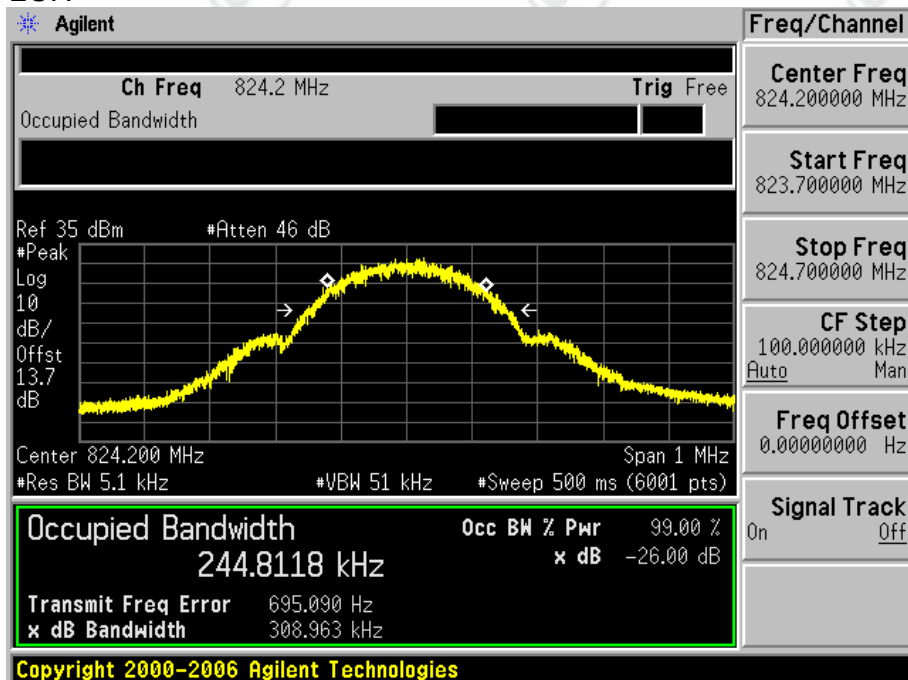 Agilent
Freq/Channel
Ch Freq 824.2 MHz Trig Free
Occupied Bandwidth
Center Freq
824.200000 MHz
Start Freq
823.700000 MHz
Stop Freq
824.700000 MHz
CF Step
100.000000 kHz
Auto Man
Freq Offset
0.00000000 Hz
Signal Track
On Off
Ref 35 dBm #Atten 46 dB
#Peak
Log
10
dB/
Offst
13.7
dB
Center 824.200 MHz Span 1 MHz
#Res BW 5.1 kHz #VBW 51 kHz #Sweep 500 ms (6001 pts)
Occupied Bandwidth Occ BW % Pwr 99.00 %
244.8118 kHz x dB -26.00 dB
Transmit Freq Error 695.090 Hz
x dB Bandwidth 308.963 kHz
Copyright 2000-2006 Agilent Technologies